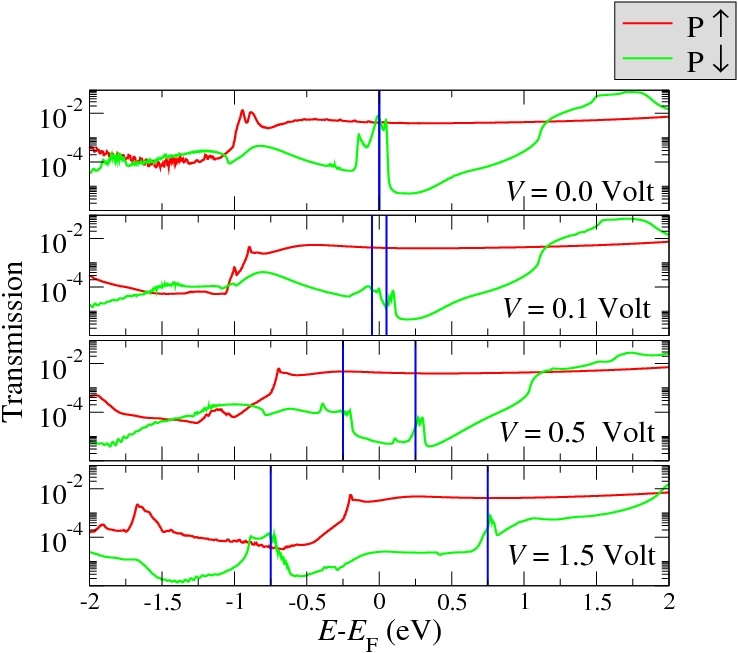 P ↑
P ↓
10-2
10-4
V = 0.0 Volt
10-2
10-4
V = 0.1 Volt
Transmission
10-2
10-4
V = 0.5 Volt
10-2
10-4
V = 1.5 Volt
-2 -1.5 -1 -0.5 0 0.5 1 1.5 2
E-EF (eV)